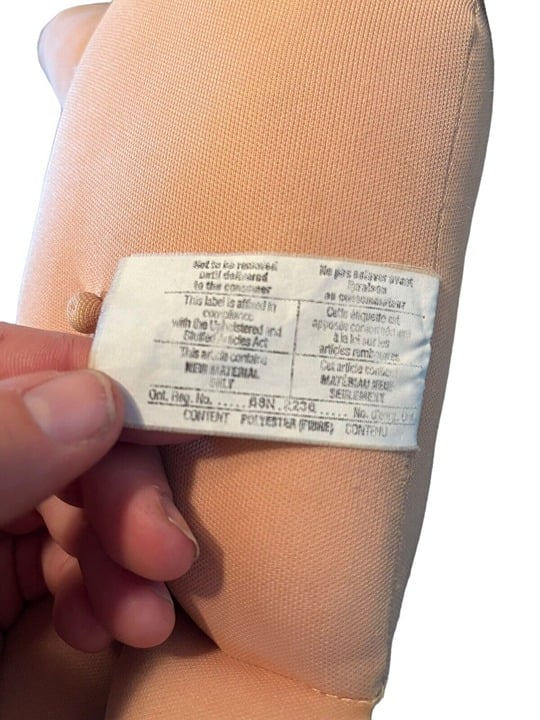 Not to be removed
until delivered
to the consumer
This label is affixed in
compliance
with the Upholstered and
Stuffed Articles Act
This article contains
NEW MATERIAL
ONLY
Ne pas enlever avant
livraison
au consommateur
Cette étiquette est
apposée conformément
à la loi sur les
articles rembourrés
Cet article contient
MATÉRIAU NEUF
SEULEMENT
Ont. Reg. No. ..... ..... No. d'enrg. Ont.
CONTENT POLYESTER (FIBRE) CONTENU